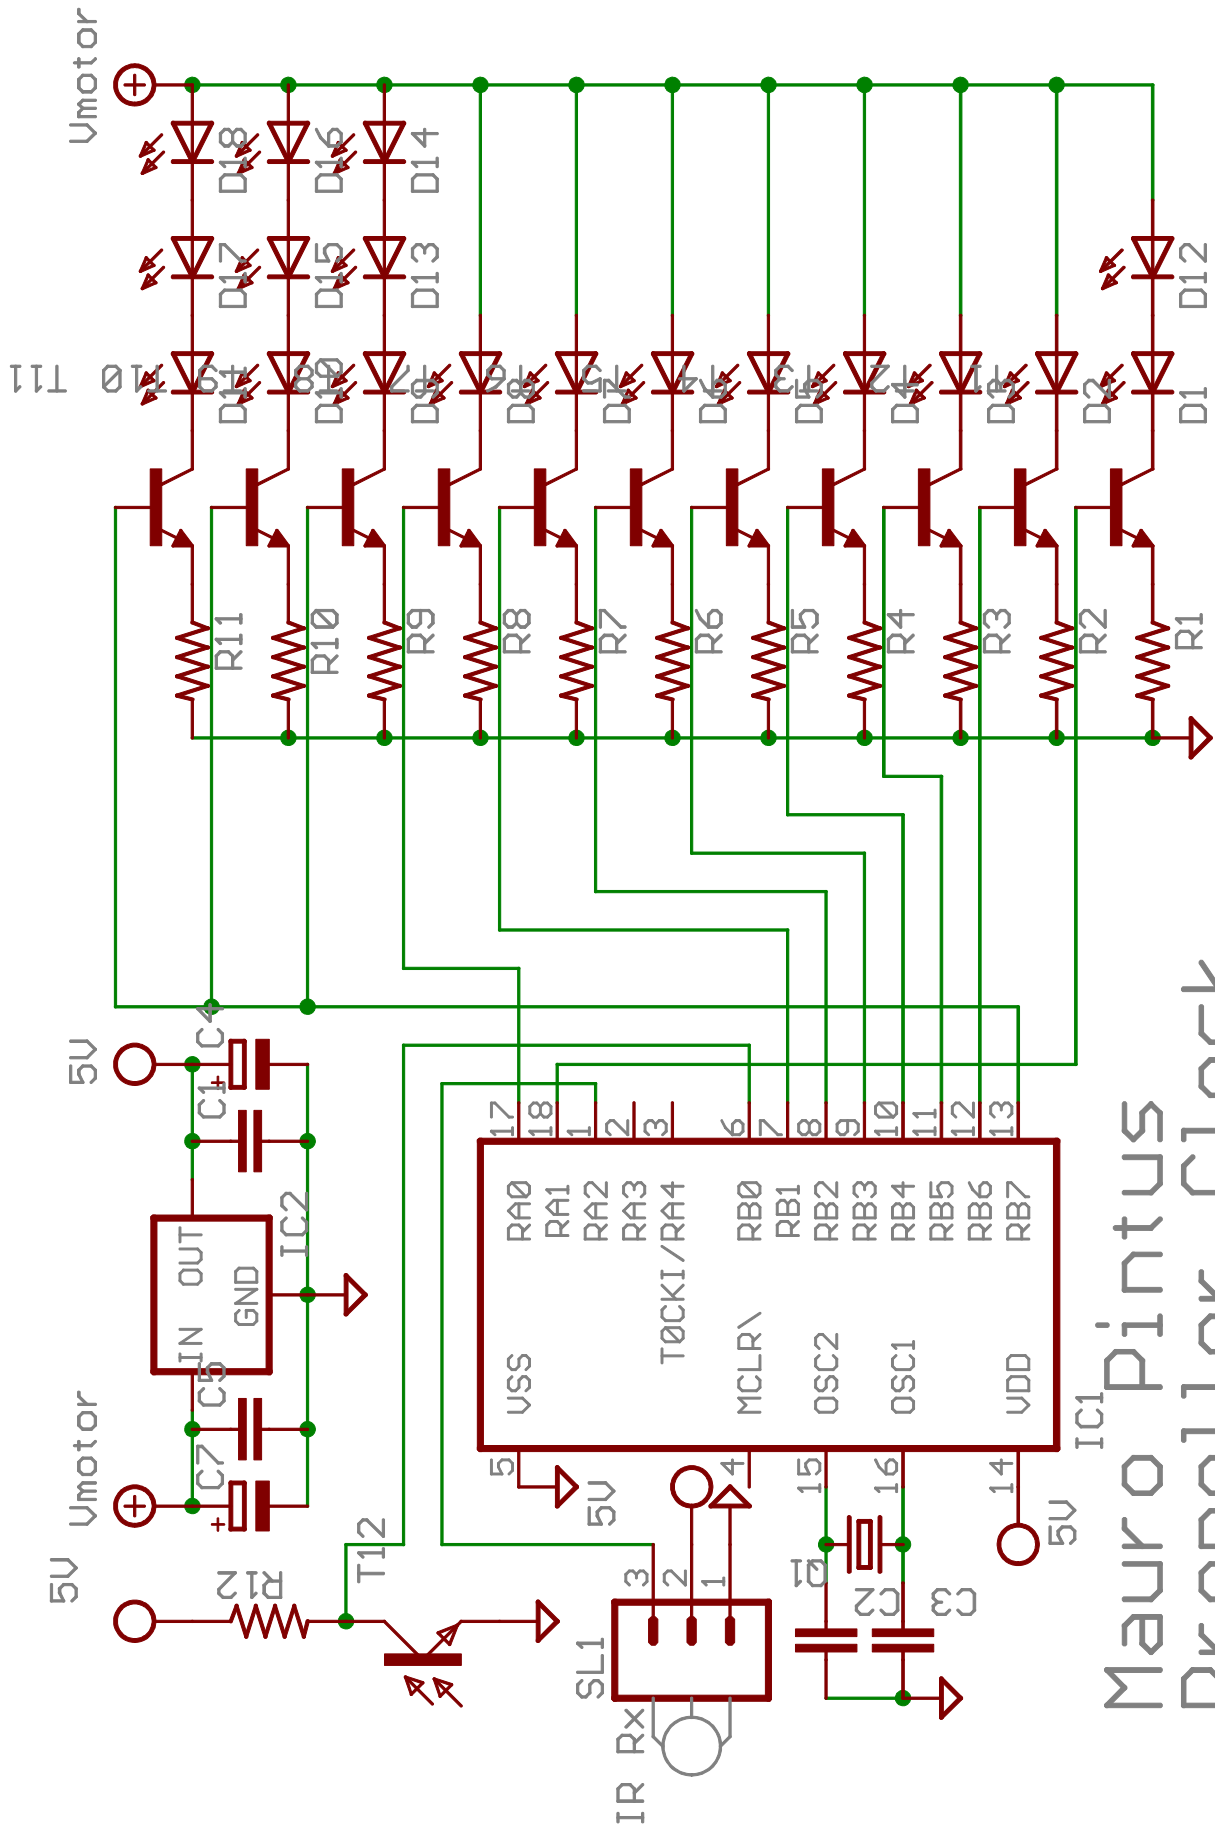 Vmotor
D18
D16
D14
D17
D15
D13
D12
T11
T10
T9
T8
T7
T6
T5
T4
T3
T2
T1
D11
D10
D9
D8
D7
D6
D5
D4
D3
D2
D1
R11
R10
R9
R8
R7
R6
R5
R4
R3
R2
R1
5V
C4
C1
+
IC2
OUT
IN
GND
C5
C7
+
Vmotor
5V
R12
T12
17
18
1
2
3
6
7
8
9
10
11
12
13
RA0
RA1
RA2
RA3
T0CKI/RA4
RB0
RB1
RB2
RB3
RB4
RB5
RB6
RB7
VSS
MCLR\
OSC2
OSC1
VDD
IC1
5
4
15
16
14
5V
5V
3
2
1
SL1
IR Rx
Q1
C2
C3
Mauro Pintus